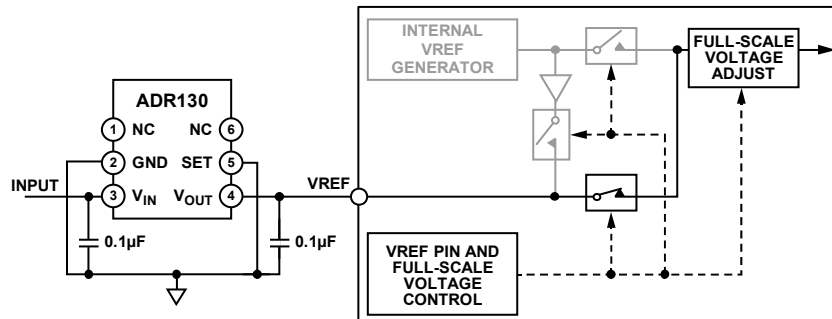 INTERNAL
VREF
GENERATOR
FULL-SCALE
VOLTAGE
ADJUST
ADR130
1 NC
NC 6
2 GND
SET 5
INPUT
3 VIN
VOUT 4
VREF
0.1µF
0.1µF
VREF PIN AND
FULL-SCALE
VOLTAGE
CONTROL